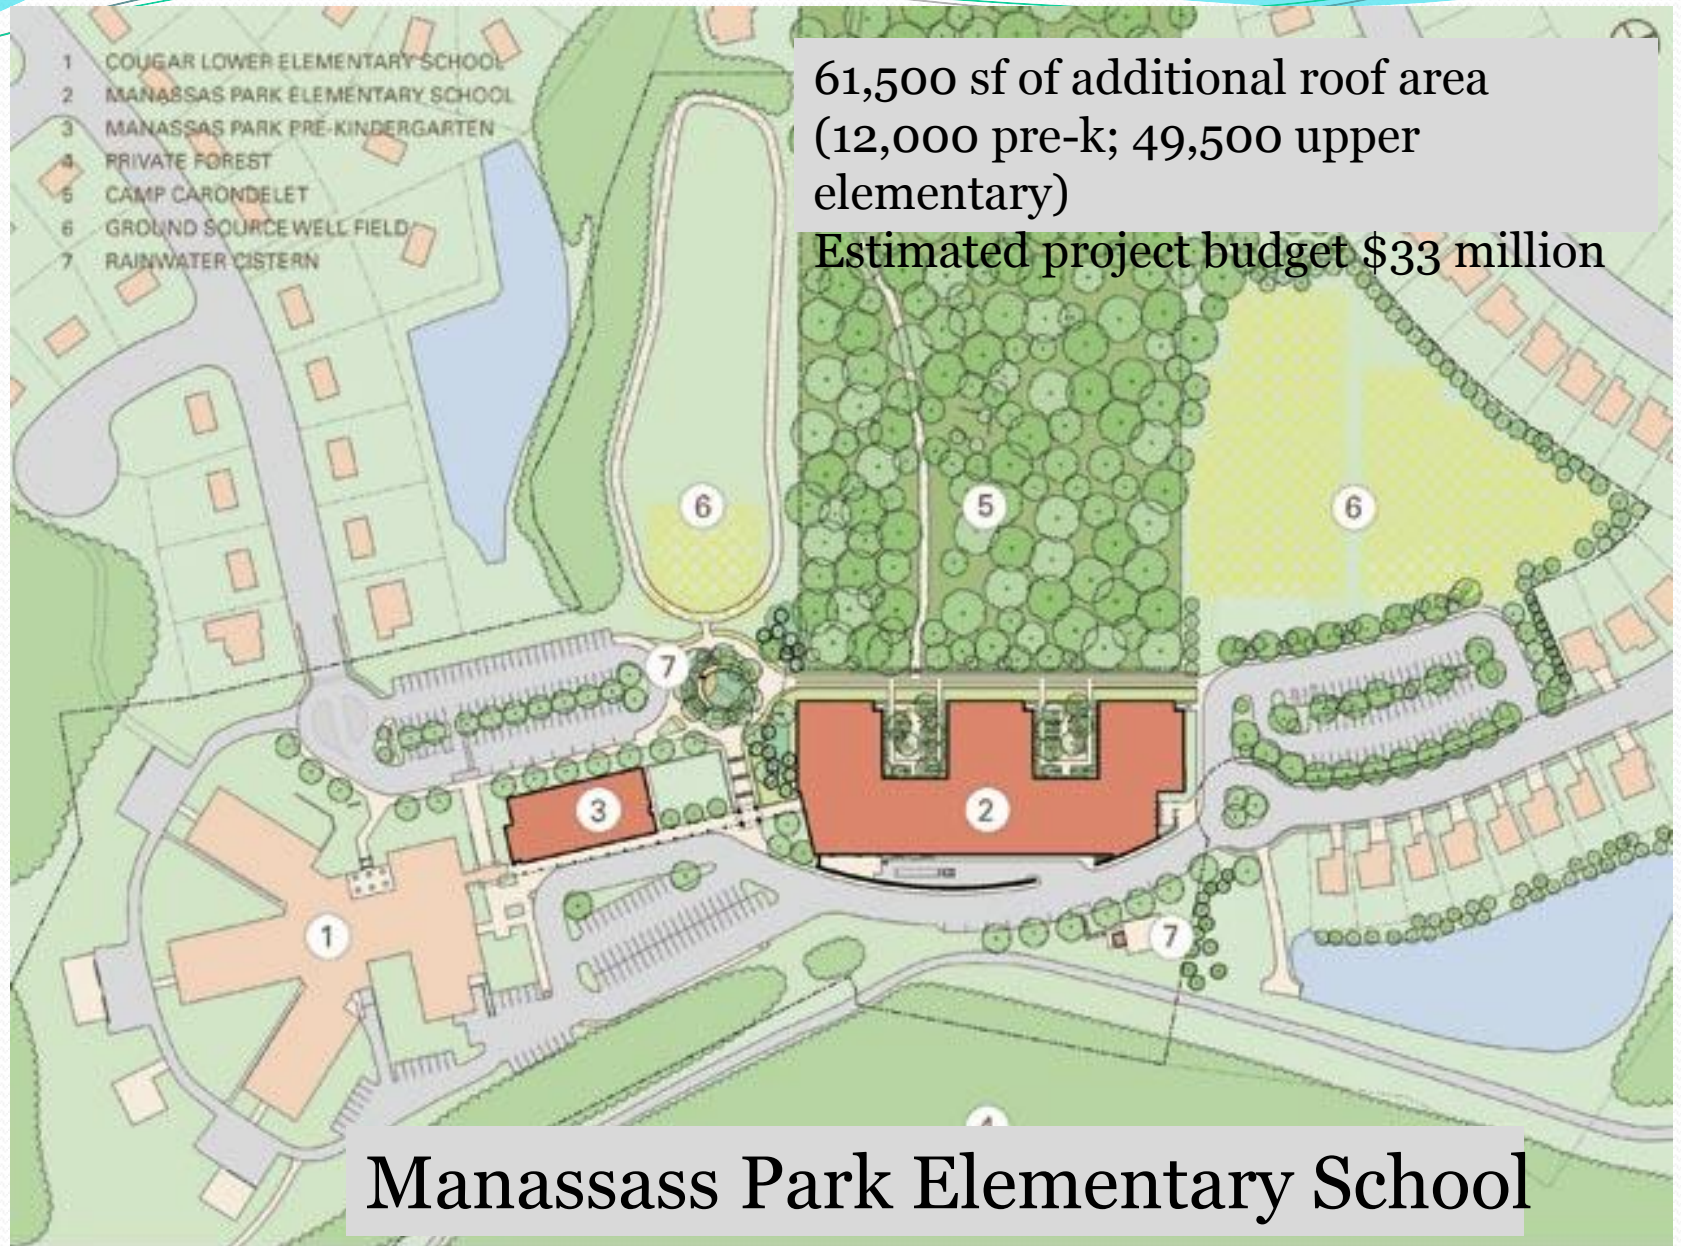 1 COUGAR LOWER ELEMENTARY SCHOOL
2 MANASSAS PARK ELEMENTARY SCHOOL
3 MANASSAS PARK PRE-KINDERGARTEN
4 PRIVATE FOREST
5 CAMP CARONDELET
6 GROUND SOURCE WELL FIELD
7 RAINWATER CISTERN
61,500 sf of additional roof area
(12,000 pre-k; 49,500 upper
elementary)
Estimated project budget $33 million
6
5
6
7
3
2
1
7
4
Manassass Park Elementary School